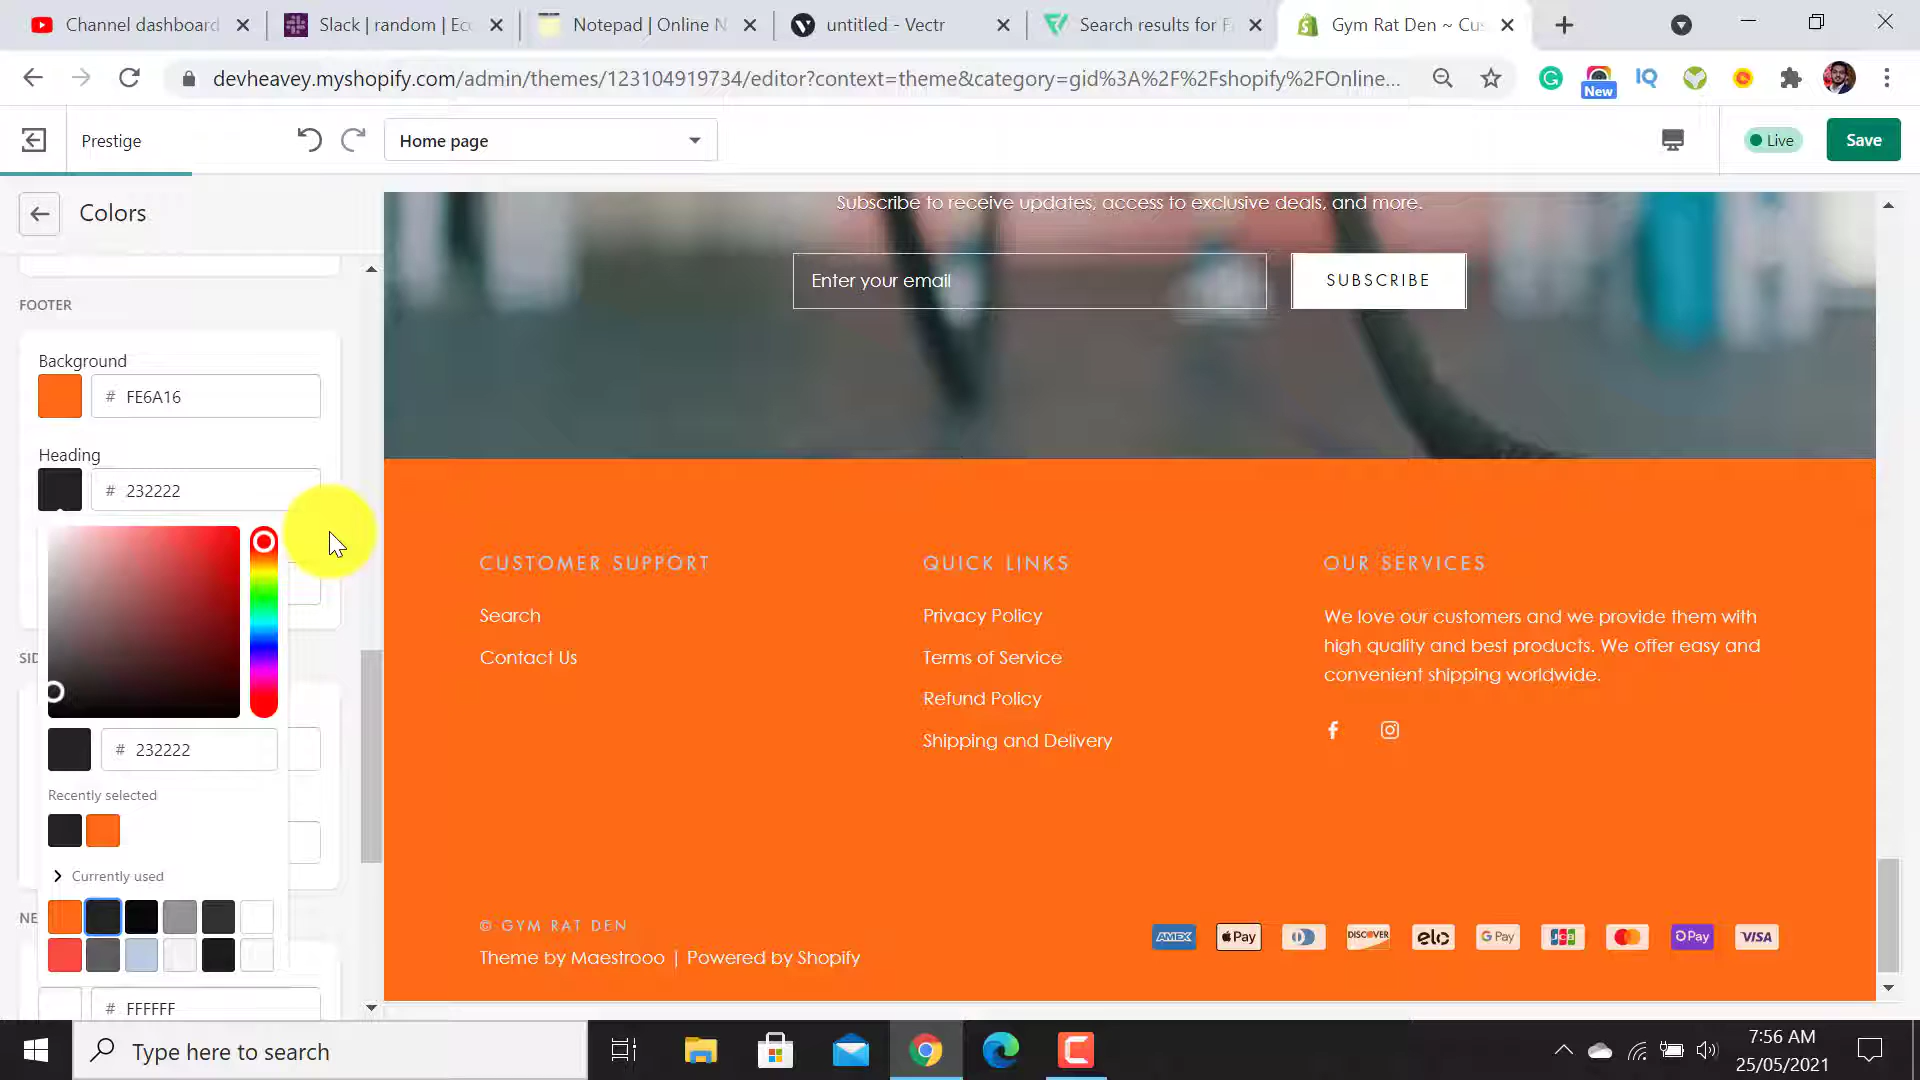 Channel dashboard
Slack | random | Ec
Notepad | Online N
untitled - Vectr
Search results for F
Gym Rat Den ~ Cus
devheavey.myshopify.com/admin/themes/123104919734/editor?context=theme&category=gid%3A%2F%2Fshopify%2FOnline...
New
IQ
Prestige
Home page
Live
Save
Colors
FOOTER
Background
# FE6A16
Heading
# 232222
SID
# 232222
Recently selected
Currently used
NE
# FFFFFF
Subscribe to receive updates, access to exclusive deals, and more.
Enter your email
SUBSCRIBE
CUSTOMER SUPPORT
Search
Contact Us
QUICK LINKS
Privacy Policy
Terms of Service
Refund Policy
Shipping and Delivery
OUR SERVICES
We love our customers and we provide them with
high quality and best products. We offer easy and
convenient shipping worldwide.
© GYM RAT DEN
Theme by Maestrooo | Powered by Shopify
AMEX
Pay
DISCOVER
elo
G Pay
JCB
Pay
VISA
Type here to search
7:56 AM
25/05/2021